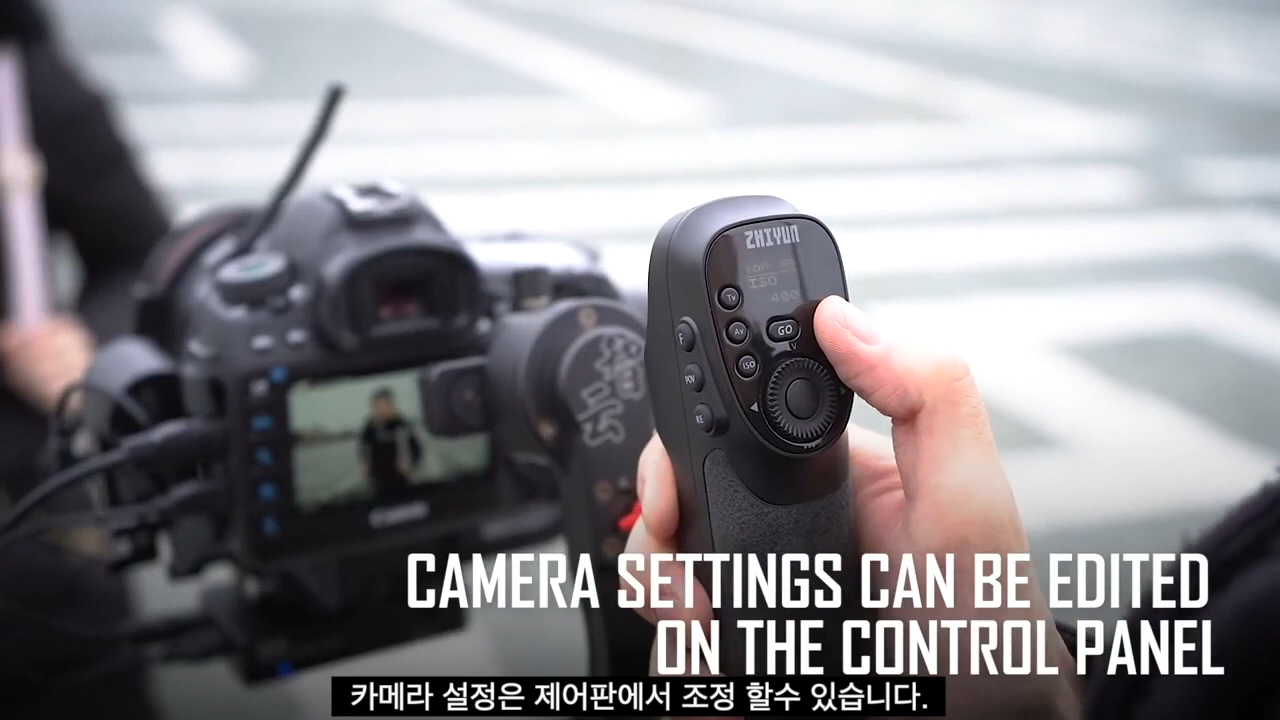 ZHIYUN
ISO
400
Tv
Av
GO
ISO
F
POV
RE
V
云
CAMERA SETTINGS CAN BE EDITED
ON THE CONTROL PANEL
카메라 설정은 제어판에서 조정 할수 있습니다.